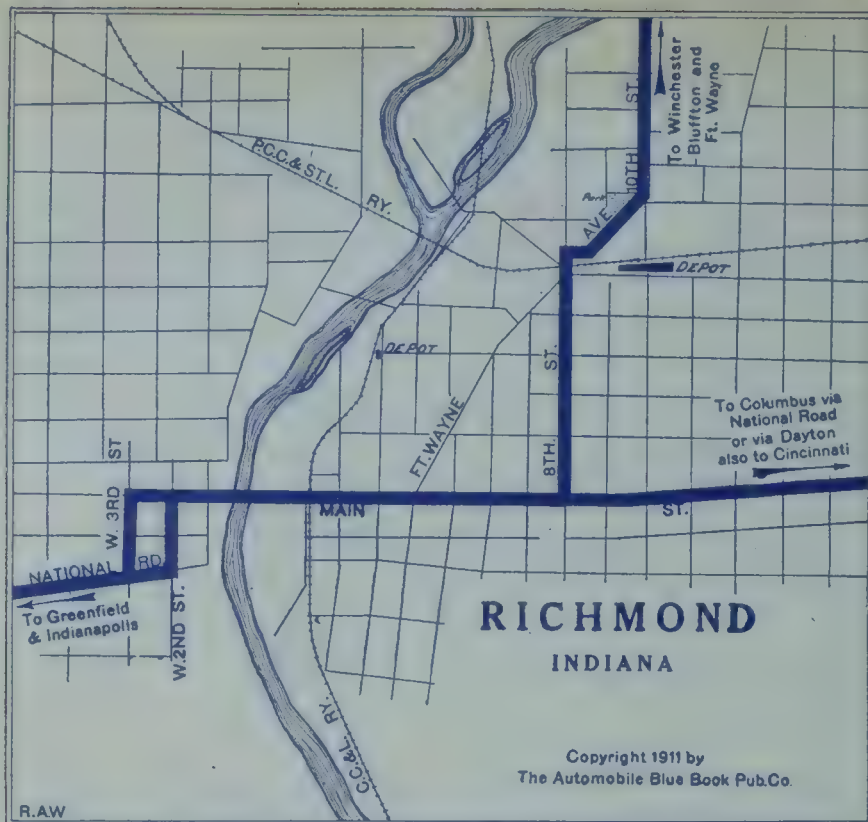 To Winchester
Bluffton and
Ft. Wayne
10TH ST.
P.C.C. & ST. L. RY.
Park
AVE.
DEPOT
DEPOT
FT. WAYNE
8TH. ST.
To Columbus via
National Road
or via Dayton
also to Cincinnati
W. 3RD ST
MAIN ST.
NATIONAL RD.
To Greenfield
& Indianapolis
W. 2ND ST.
RICHMOND
INDIANA
C.C. & L. RY.
Copyright 1911 by
The Automobile Blue Book Pub. Co.
R.A.W